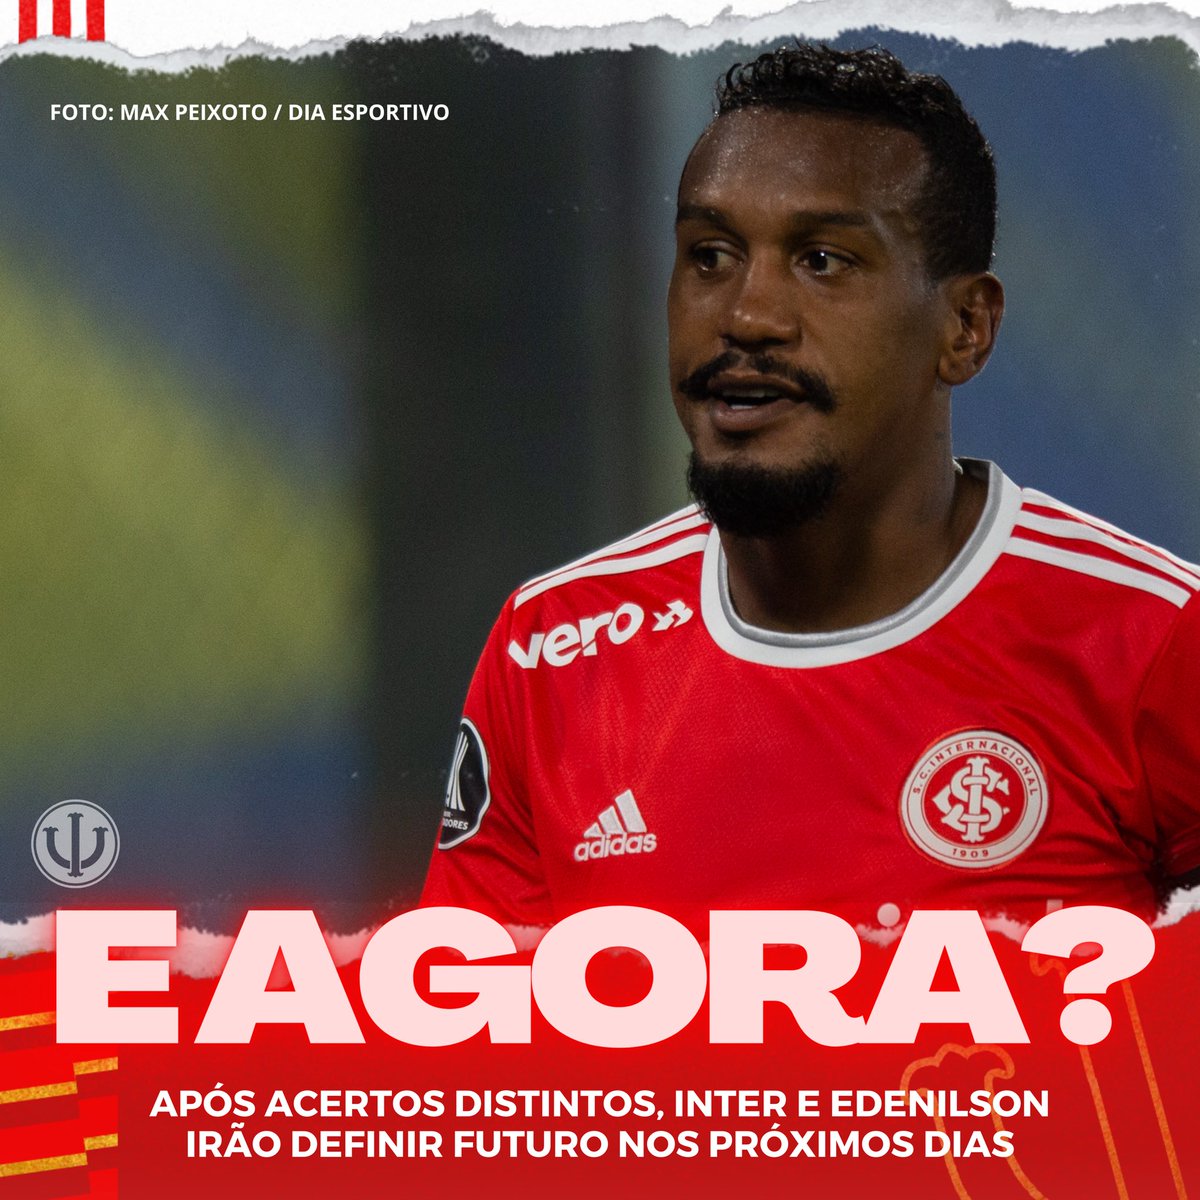 FOTO: MAX PEIXOTO / DIA ESPORTIVO
vero
adidas
S. C. INTERNACIONAL
1909
E AGORA?
APÓS ACERTOS DISTINTOS, INTER E EDENILSON
IRÃO DEFINIR FUTURO NOS PRÓXIMOS DIAS